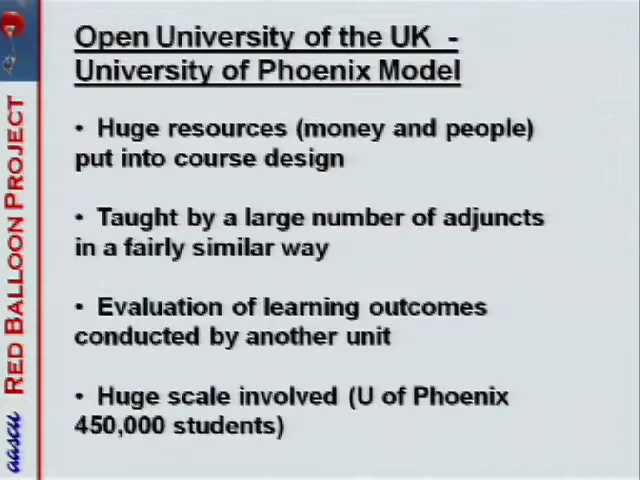 Open University of the UK -
University of Phoenix Model
• Huge resources (money and people)
put into course design
• Taught by a large number of adjuncts
in a fairly similar way
• Evaluation of learning outcomes
conducted by another unit
• Huge scale involved (U of Phoenix
450,000 students)
aascu RED BALLOON PROJECT